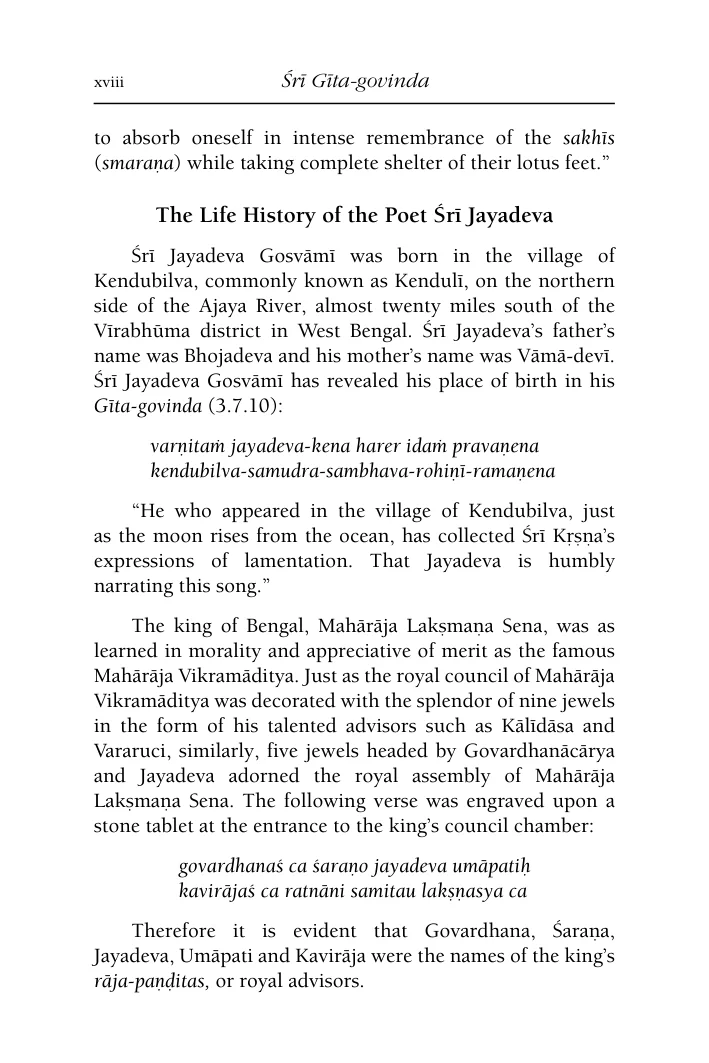 xviii Śrī Gīta-govinda
to absorb oneself in intense remembrance of the sakhīs
(smaraṇa) while taking complete shelter of their lotus feet.”
The Life History of the Poet Śrī Jayadeva
Śrī Jayadeva Gosvāmī was born in the village of
Kendubilva, commonly known as Kendulī, on the northern
side of the Ajaya River, almost twenty miles south of the
Vīrabhūma district in West Bengal. Śrī Jayadeva’s father’s
name was Bhojadeva and his mother’s name was Vāmā-devī.
Śrī Jayadeva Gosvāmī has revealed his place of birth in his
Gīta-govinda (3.7.10):
varṇitaṁ jayadeva-kena harer idaṁ pravaṇena
kendubilva-samudra-sambhava-rohiṇī-ramaṇena
“He who appeared in the village of Kendubilva, just
as the moon rises from the ocean, has collected Śrī Kṛṣṇa’s
expressions of lamentation. That Jayadeva is humbly
narrating this song.”
The king of Bengal, Mahārāja Lakṣmaṇa Sena, was as
learned in morality and appreciative of merit as the famous
Mahārāja Vikramāditya. Just as the royal council of Mahārāja
Vikramāditya was decorated with the splendor of nine jewels
in the form of his talented advisors such as Kālīdāsa and
Vararuci, similarly, five jewels headed by Govardhanācārya
and Jayadeva adorned the royal assembly of Mahārāja
Lakṣmaṇa Sena. The following verse was engraved upon a
stone tablet at the entrance to the king’s council chamber:
govardhanaś ca śaraṇo jayadeva umāpatiḥ
kavirājaś ca ratnāni samitau lakṣṇasya ca
Therefore it is evident that Govardhana, Śaraṇa,
Jayadeva, Umāpati and Kavirāja were the names of the king’s
rāja-paṇḍitas, or royal advisors.